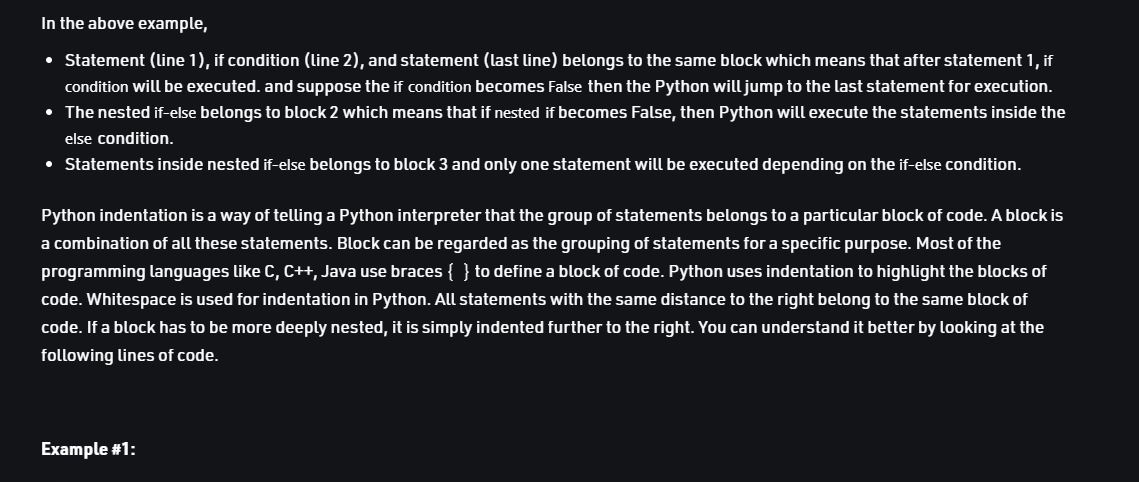 In the above example,
• Statement (line 1), if condition (line 2), and statement (last line) belongs to the same block which means that after statement 1, if
condition will be executed. and suppose the if condition becomes False then the Python will jump to the last statement for execution.
• The nested if-else belongs to block 2 which means that if nested if becomes False, then Python will execute the statements inside the
else condition.
• Statements inside nested if-else belongs to block 3 and only one statement will be executed depending on the if-else condition.
Python indentation is a way of telling a Python interpreter that the group of statements belongs to a particular block of code. A block is
a combination of all these statements. Block can be regarded as the grouping of statements for a specific purpose. Most of the
programming languages like C, C++, Java use braces { } to define a block of code. Python uses indentation to highlight the blocks of
code. Whitespace is used for indentation in Python. All statements with the same distance to the right belong to the same block of
code. If a block has to be more deeply nested, it is simply indented further to the right. You can understand it better by looking at the
following lines of code.
Example #1: